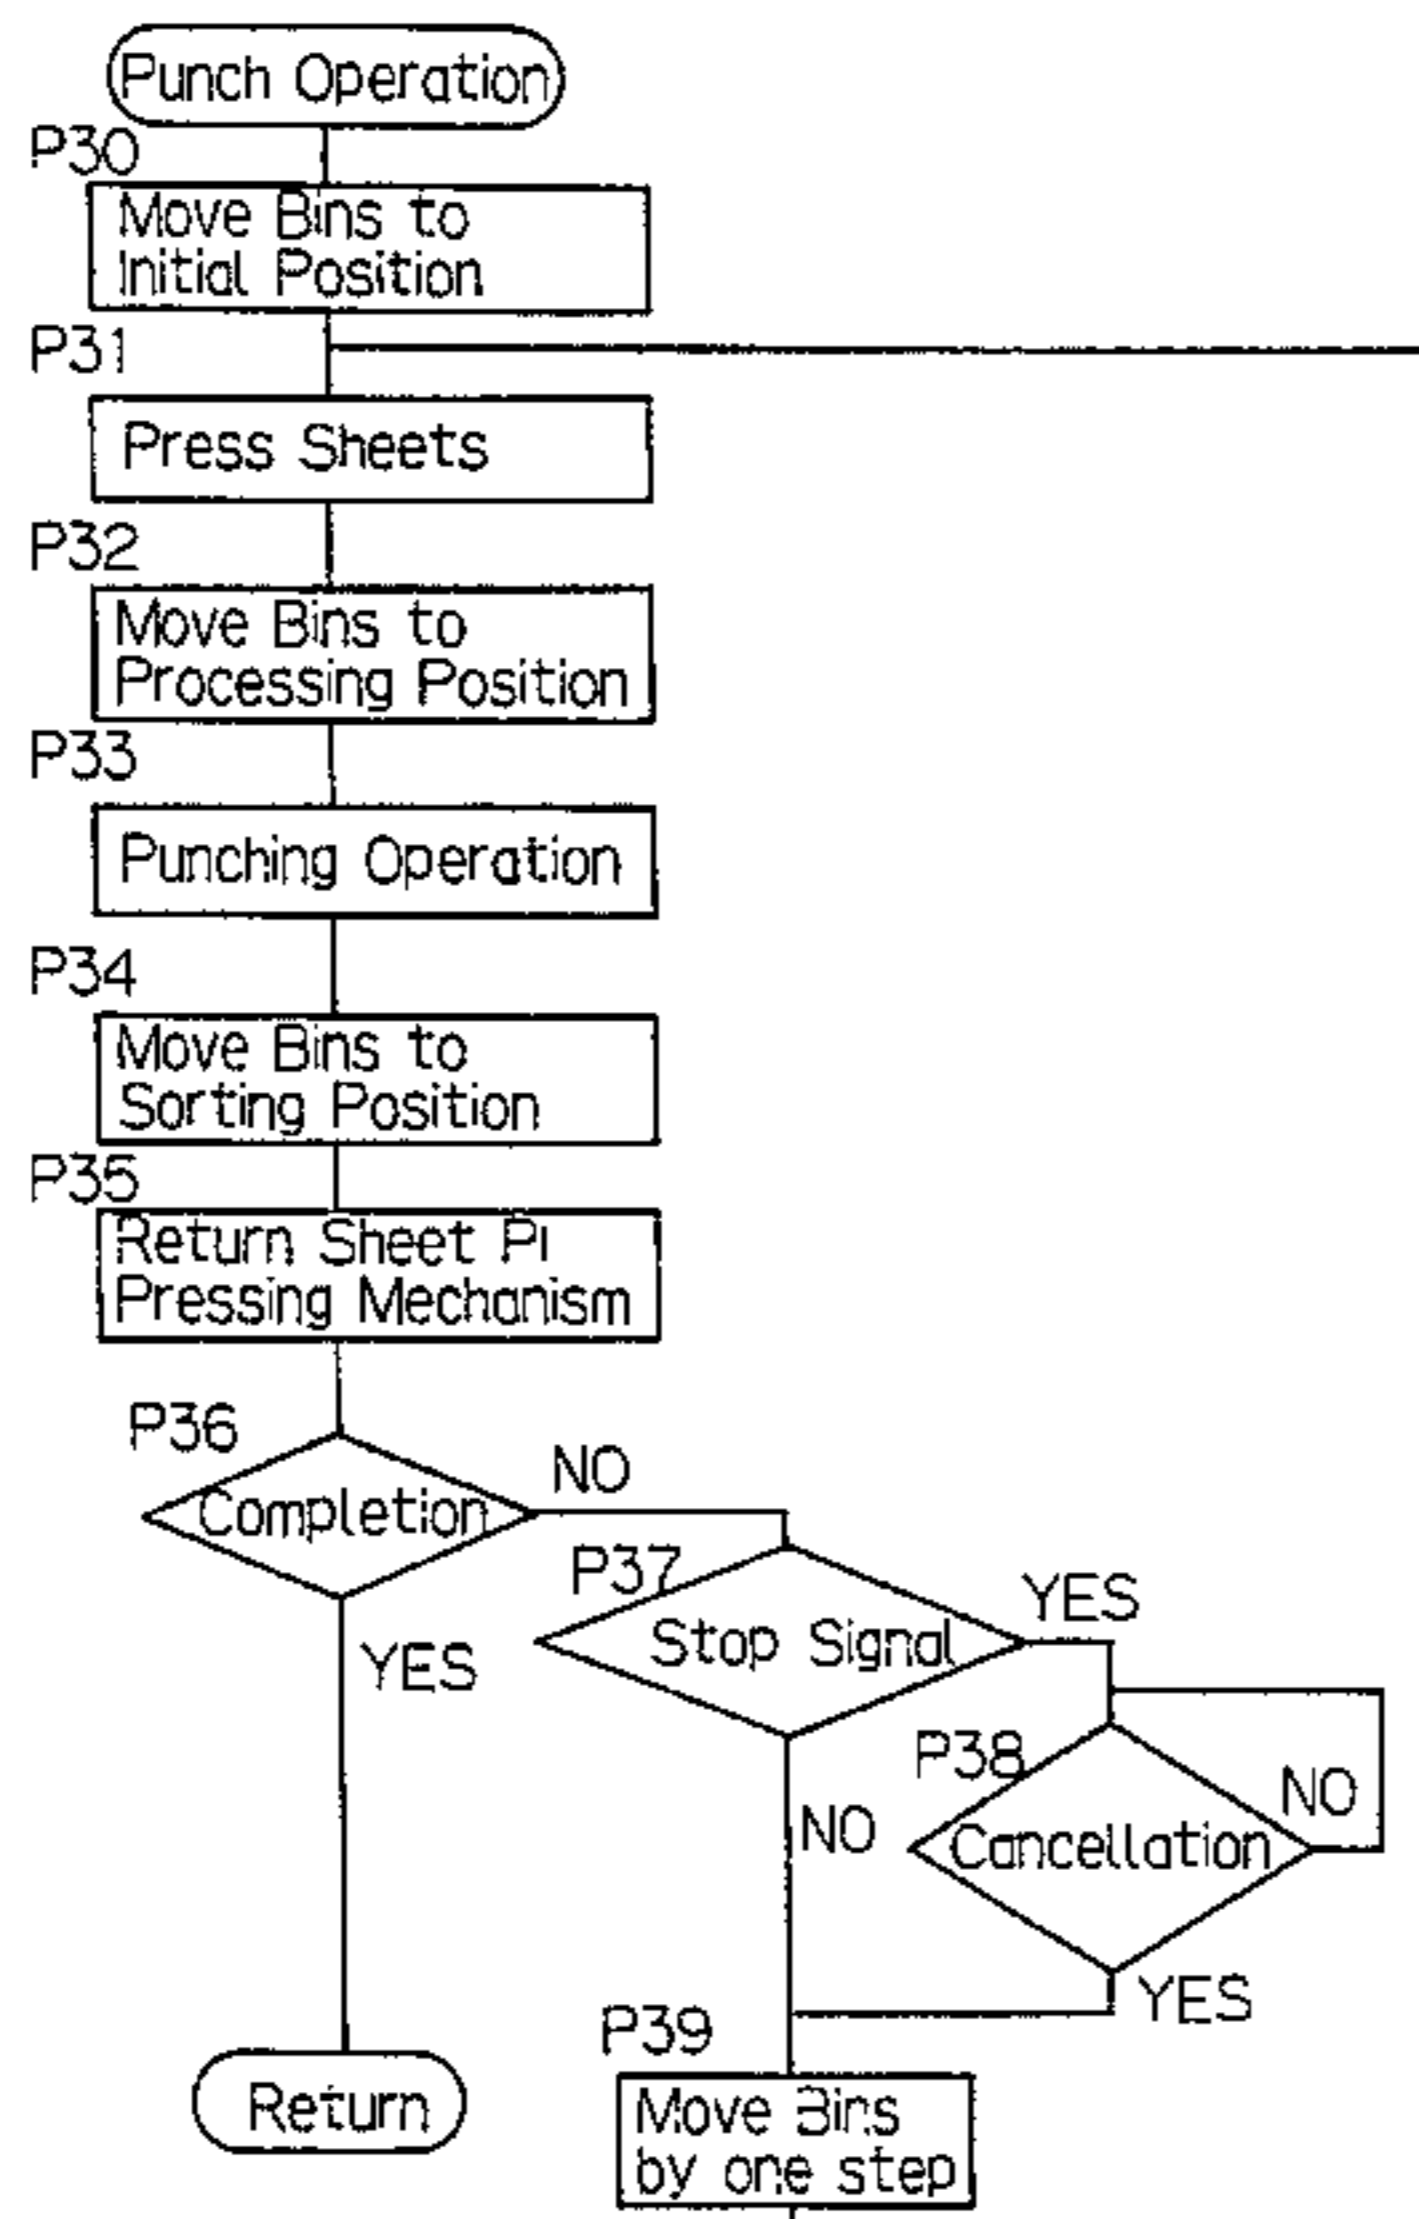 Punch Operation
P30
Move Bins to
Initial Position
P31
Press Sheets
P32
Move Bins to
Processing Position
P33
Punching Operation
P34
Move Bins to
Sorting Position
P35
Return Sheet Pi
Pressing Mechanism
P36
Completion
NO
YES
P37
Stop Signal
YES
NO
P38
Cancellation
NO
YES
P39
Move Bins
by one step
Return